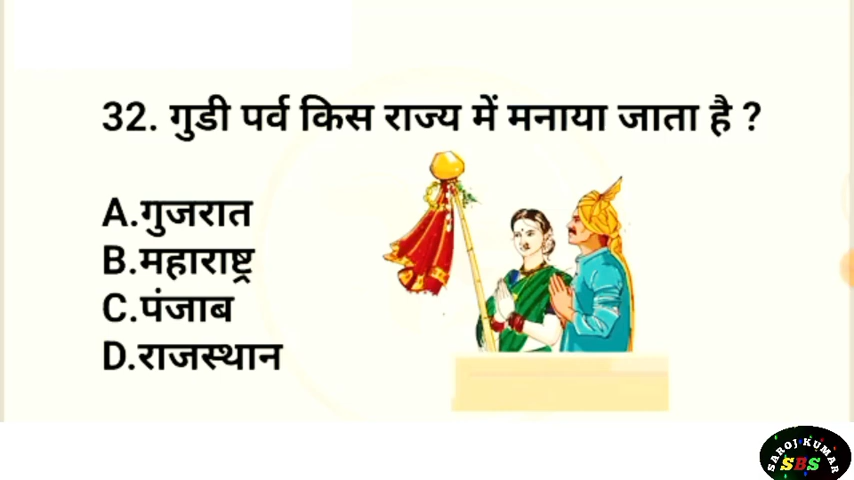 32. गुडी पर्व किस राज्य में मनाया जाता है ?
A.गुजरात
B.महाराष्ट्र
C.पंजाब
D.राजस्थान
SAROJ KUMAR
SBS